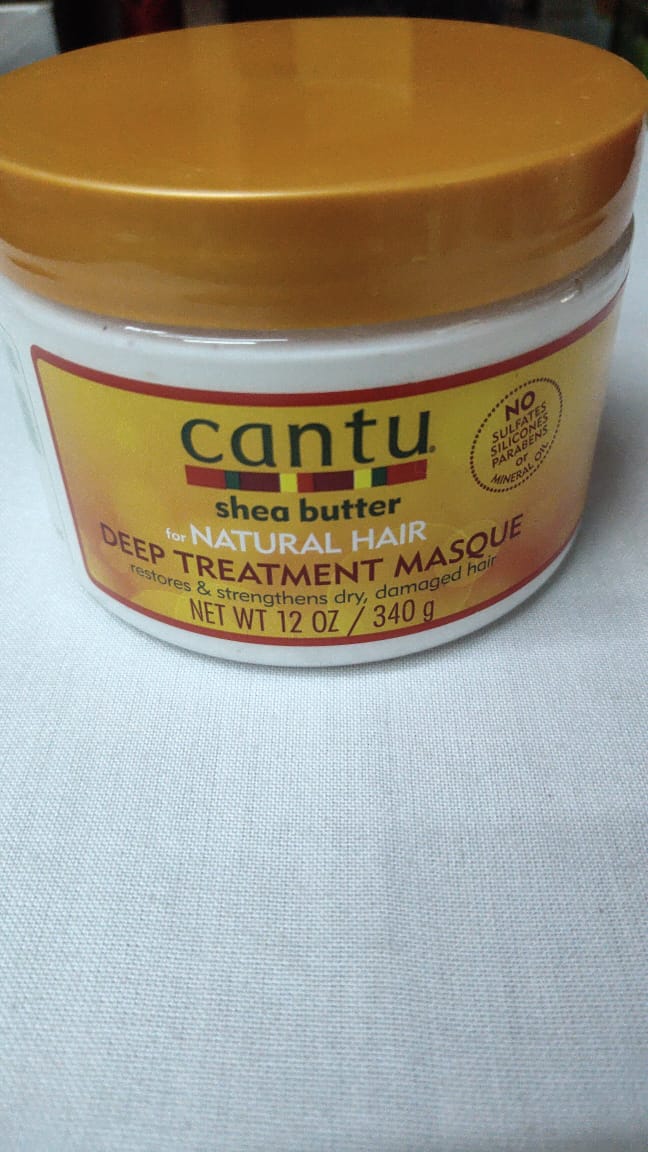 cantu
shea butter
for NATURAL HAIR
DEEP TREATMENT MASQUE
restores & strengthens dry, damaged hair
NET WT 12 OZ / 340 g
NO
SULFATES
SILICONES
PARABENS
or
MINERAL OIL